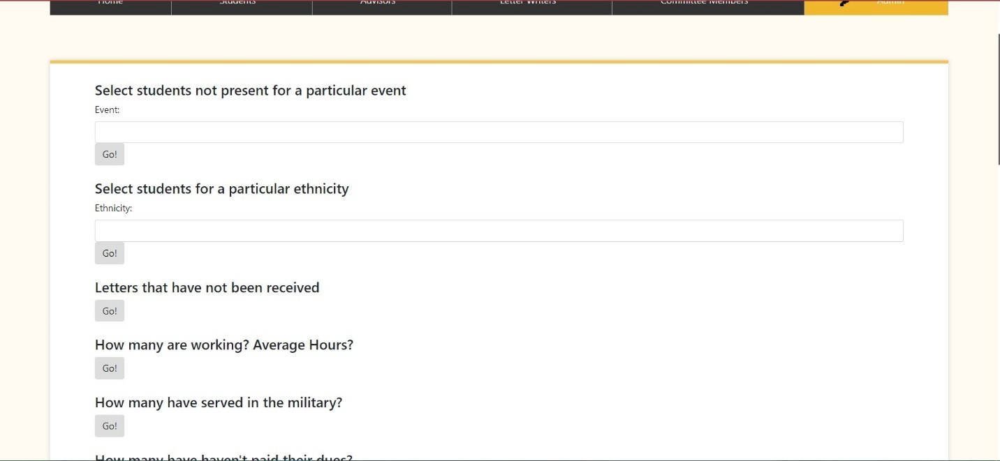 Home Students Advisors Letter Writers Committee Members Admin
Select students not present for a particular event
Event:
Go!
Select students for a particular ethnicity
Ethnicity:
Go!
Letters that have not been received
Go!
How many are working? Average Hours?
Go!
How many have served in the military?
Go!
How many have haven't paid their dues?